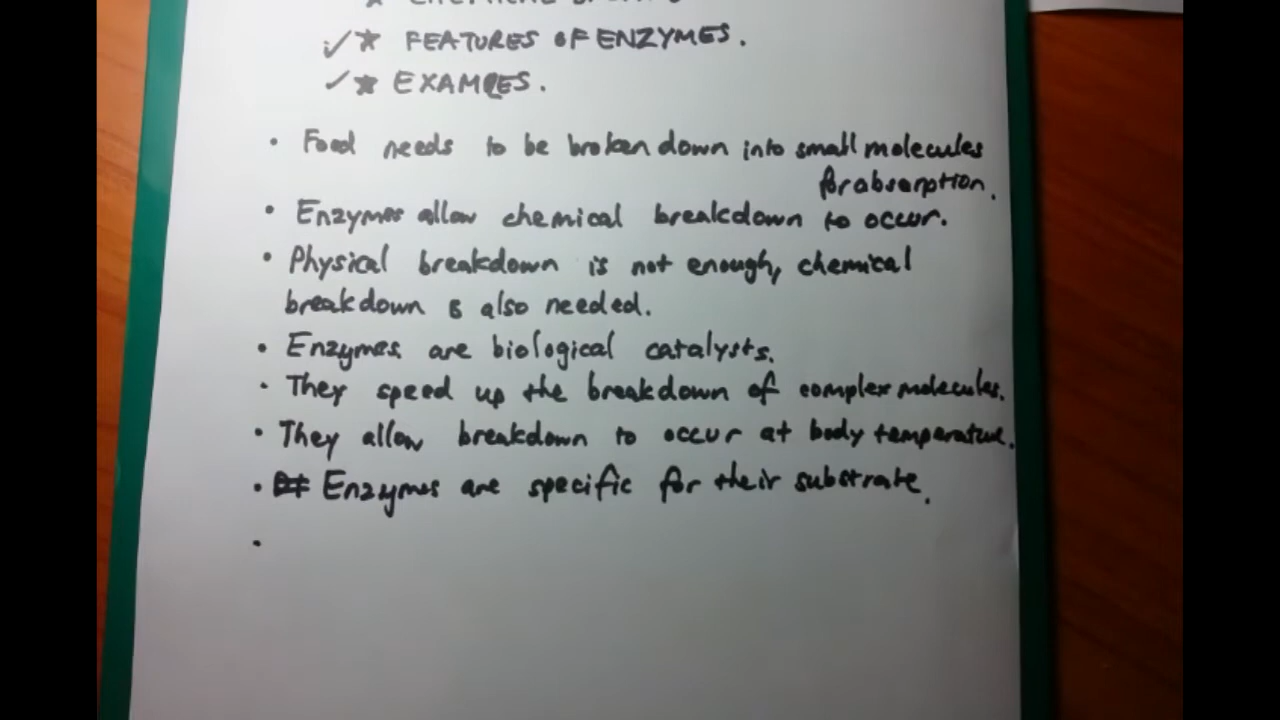 ✓ ★ FEATURES OF ENZYMES.
✓ ★ EXAMLES.
• Food needs to be broken down into small molecules
for absorption.
• Enzymes allow chemical breakdown to occur.
• Physical breakdown is not enough, chemical
breakdown is also needed.
• Enzymes are biological catalysts.
• They speed up the breakdown of complex molecules.
• They allow breakdown to occur at body temperature.
• Enzymes are specific for their substrate.
•